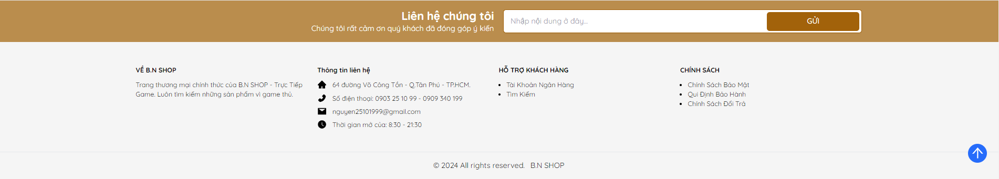 Liên hệ chúng tôi
Chúng tôi rất cảm ơn quý khách đã đóng góp ý kiến
Nhập nội dung ở đây...
GỬI
VỀ B.N SHOP
Trang thương mại chính thức của B.N SHOP - Trực Tiếp
Game. Luôn tìm kiếm những sản phẩm vì game thủ.
Thông tin liên hệ
64 đường Võ Công Tồn - Q.Tân Phú - TP.HCM.
Số điện thoại: 0903 25 10 99 - 0909 340 199
nguyen25101999@gmail.com
Thời gian mở của: 8:30 - 21:30
HỖ TRỢ KHÁCH HÀNG
Tài Khoản Ngân Hàng
Tìm Kiếm
CHÍNH SÁCH
Chính Sách Bảo Mật
Qui Định Bảo Hành
Chính Sách Đổi Trả
© 2024 All rights reserved. B.N SHOP